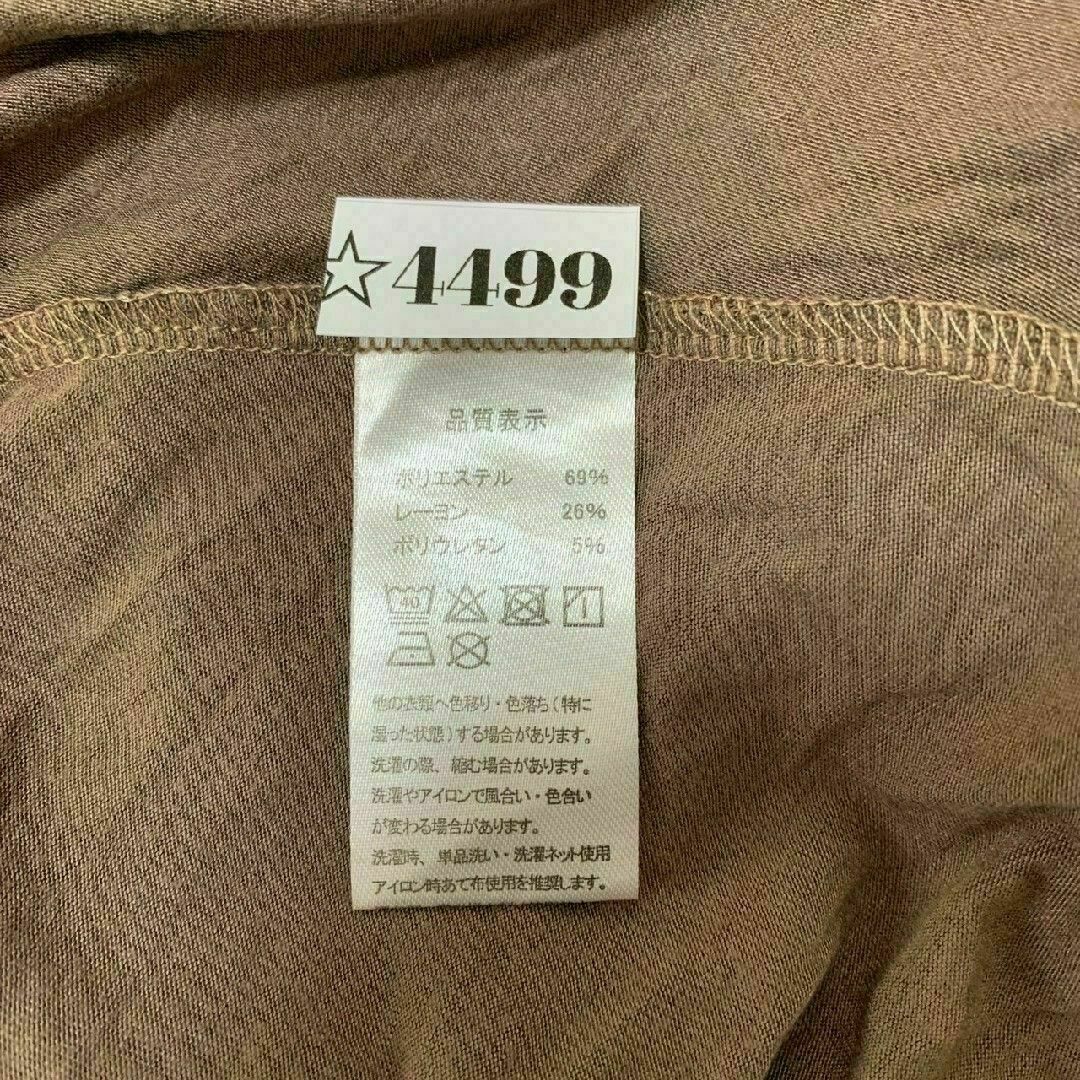 ☆4499
品質表示
ポリエステル 69%
レーヨン 26%
ポリウレタン 5%
40
他の衣類へ色移り・色落ち(特に
湿った状態)する場合があります。
洗濯の際、縮む場合があります。
洗濯やアイロンで風合い・色合い
が変わる場合があります。
洗濯時、単品洗い・洗濯ネット使用
アイロン時あて布使用を推奨します。